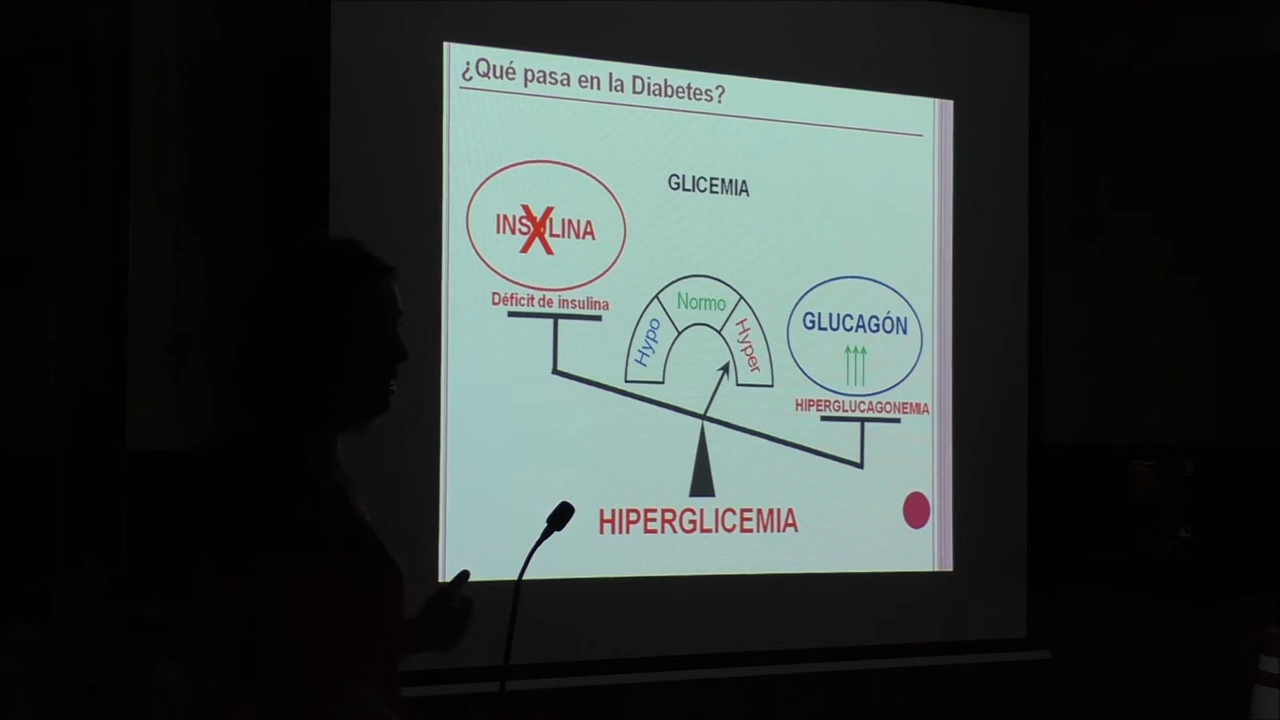 ¿Qué pasa en la Diabetes?
GLICEMIA
INSULINA
Déficit de insulina
Hypo
Normo
Hyper
GLUCAGÓN
HIPERGLUCAGONEMIA
HIPERGLICEMIA